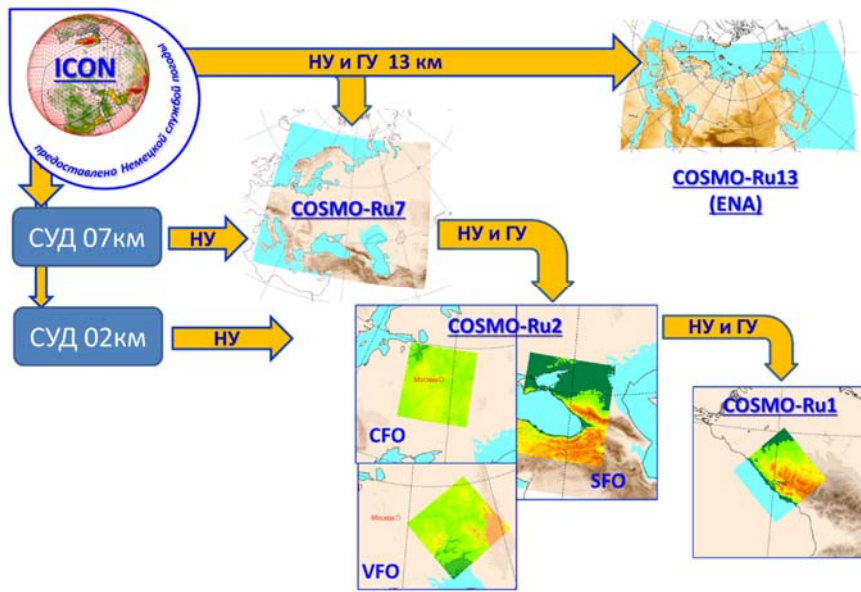 ICON
предоставлено Немецкой службой погоды
НУ и ГУ 13 км
COSMO-Ru13
(ENA)
COSMO-Ru7
СУД 07км
НУ
НУ и ГУ
СУД 02км
НУ
COSMO-Ru2
Москва
CFO
SFO
Москва
VFO
НУ и ГУ
COSMO-Ru1